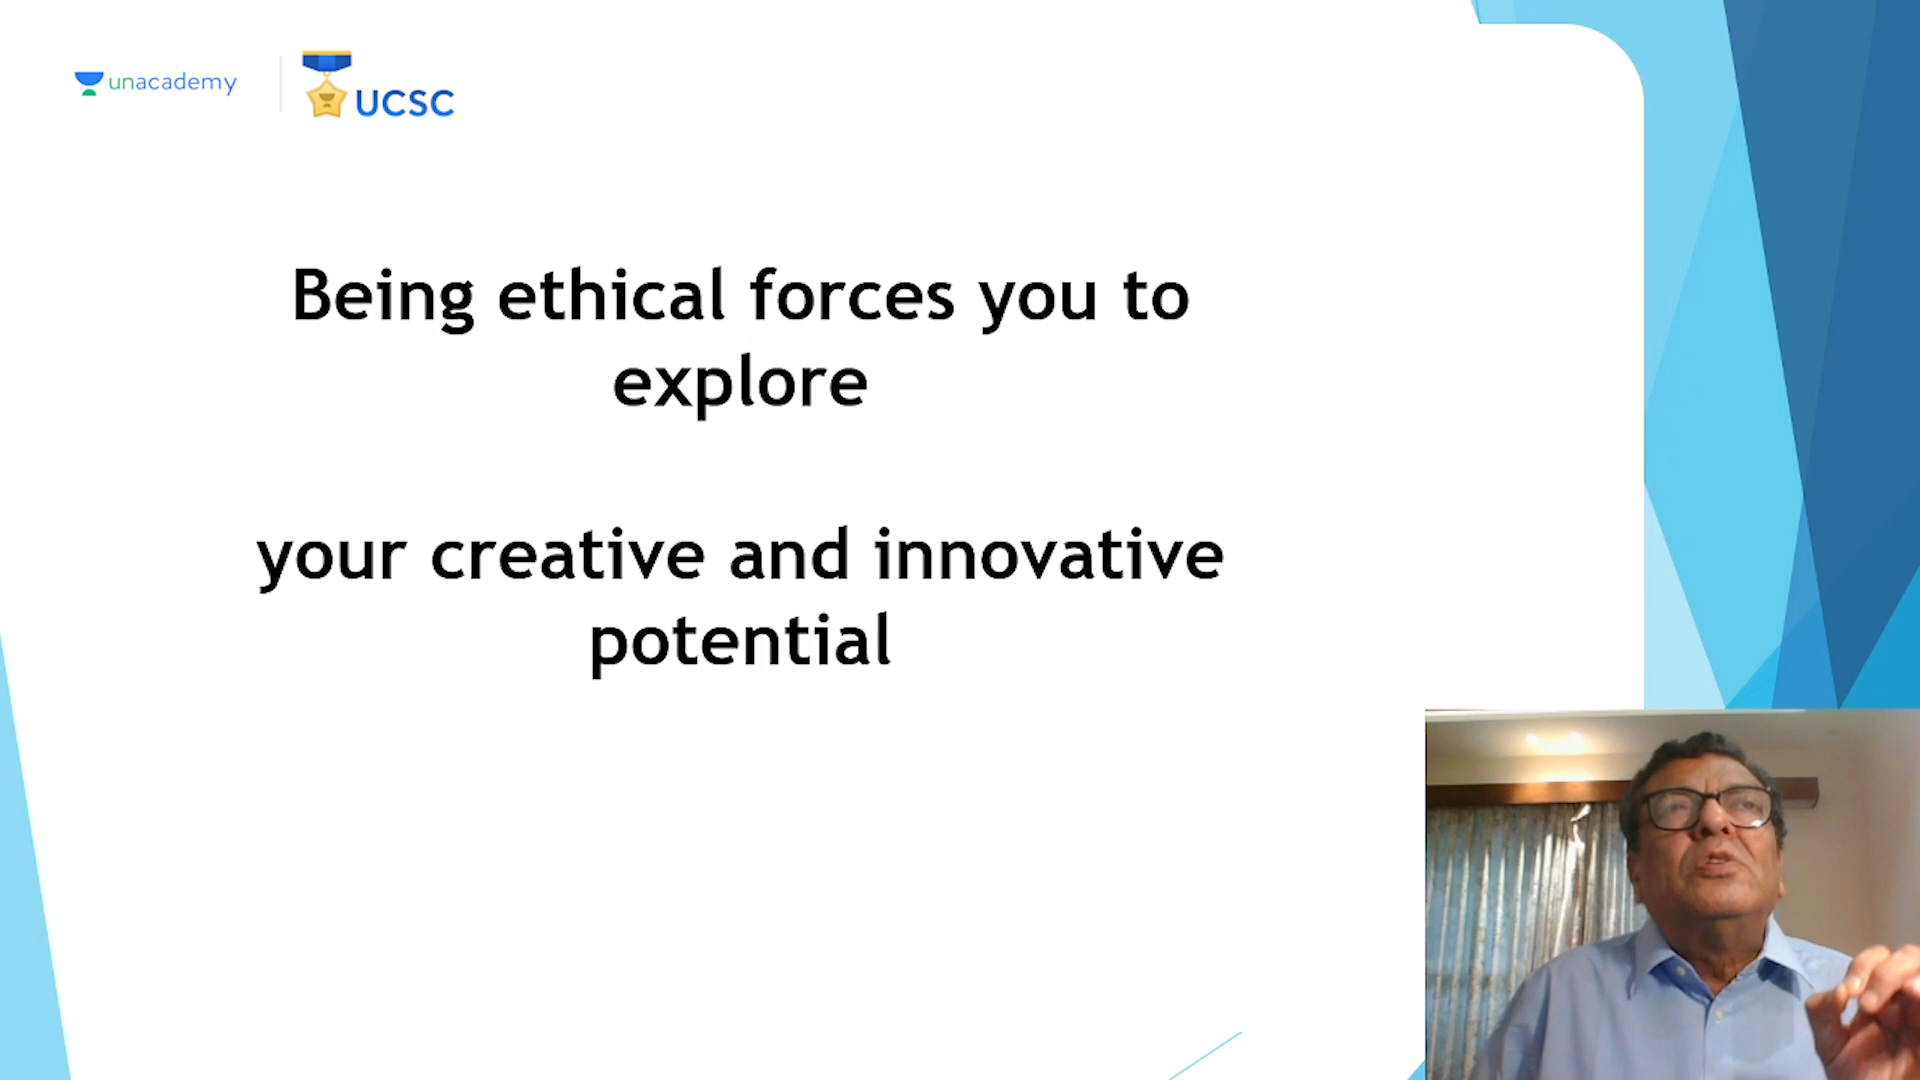 unacademy
UCSC
Being ethical forces you to
explore
your creative and innovative
potential